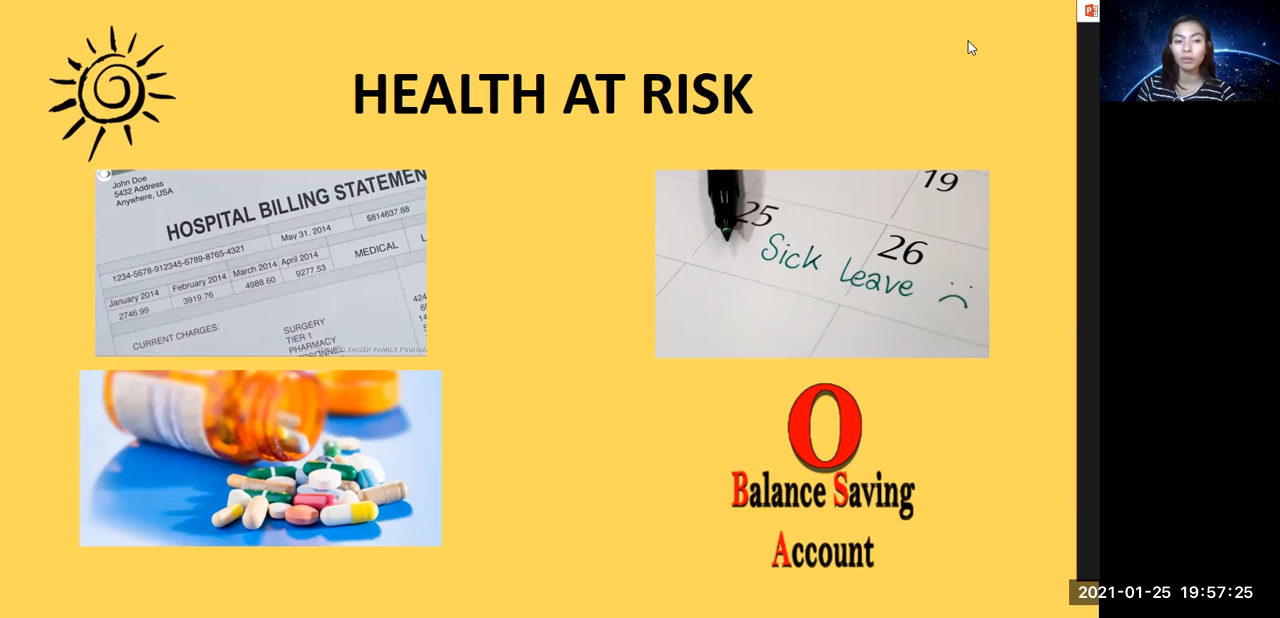 HEALTH AT RISK
John Doe
5432 Address
Anywhere, USA
HOSPITAL BILLING STATEMEN
1234-5678-912345-6789-8765-4321
May 31, 2014
$814637.88
January 2014
February 2014
March 2014
April 2014
MEDICAL
2746.99
3919.76
4988.60
9277.53
CURRENT CHARGES:
SURGERY
TIER 1
PHARMACY
KAISER FAMILY FOUNDA
19
25
26
Sick Leave
0
Balance Saving
Account
2021-01-25 19:57:25